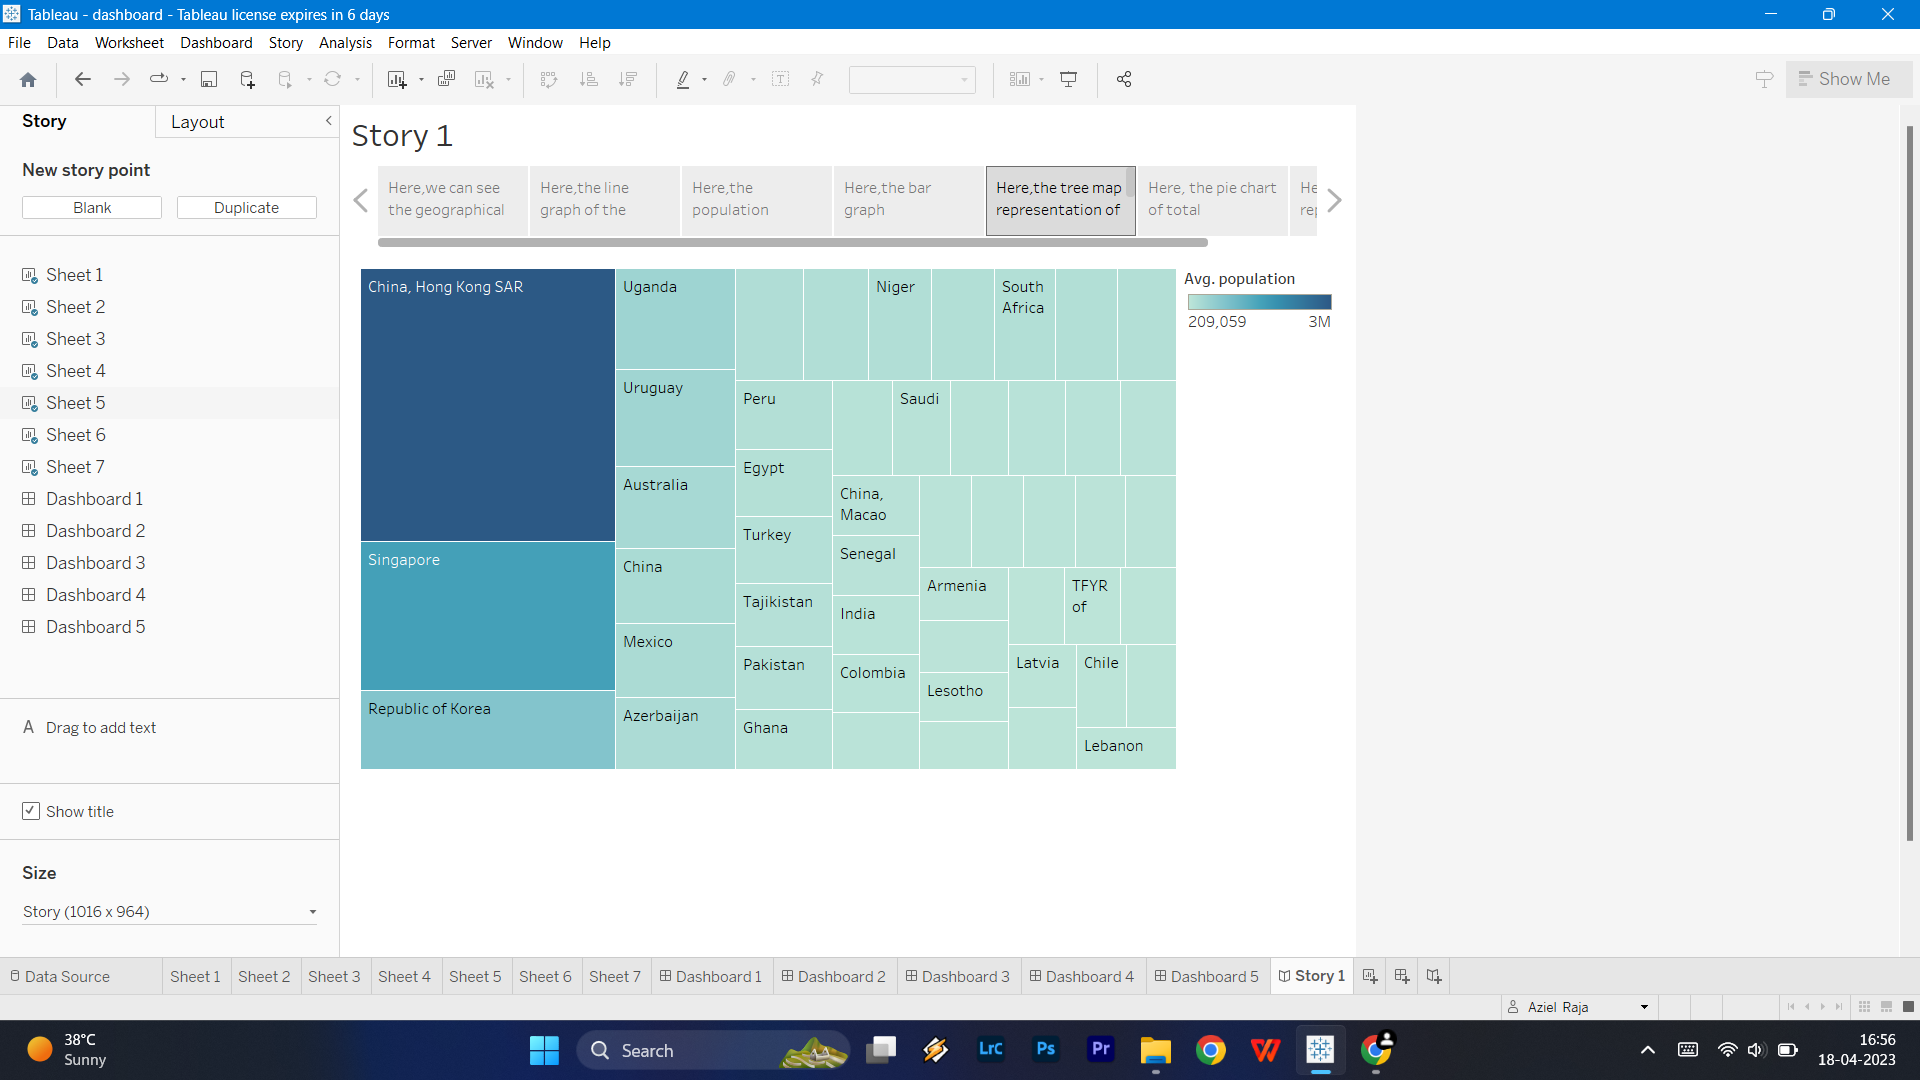 Tableau - dashboard - Tableau license expires in 6 days
File Data Worksheet Dashboard Story Analysis Format Server Window Help
Show Me
Story
Layout
New story point
Blank
Duplicate
Sheet 1
Sheet 2
Sheet 3
Sheet 4
Sheet 5
Sheet 6
Sheet 7
Dashboard 1
Dashboard 2
Dashboard 3
Dashboard 4
Dashboard 5
A Drag to add text
Show title
Size
Story (1016 x 964)
Story 1
Here,we can see
the geographical
Here,the line
graph of the
Here,the
population
Here,the bar
graph
Here,the tree map
representation of
Here, the pie chart
of total
He
rep
China, Hong Kong SAR
Singapore
Republic of Korea
Uganda
Uruguay
Australia
China
Mexico
Azerbaijan
Niger
South
Africa
Peru
Egypt
Turkey
Tajikistan
Pakistan
Ghana
Saudi
China,
Macao
Senegal
India
Colombia
Armenia
Lesotho
TFYR
of
Latvia
Chile
Lebanon
Avg. population
209,059 3M
Data Source Sheet 1 Sheet 2 Sheet 3 Sheet 4 Sheet 5 Sheet 6 Sheet 7 Dashboard 1 Dashboard 2 Dashboard 3 Dashboard 4 Dashboard 5 Story 1
Aziel Raja
38°C
Sunny
Search
LrC
Ps
Pr
16:56
18-04-2023